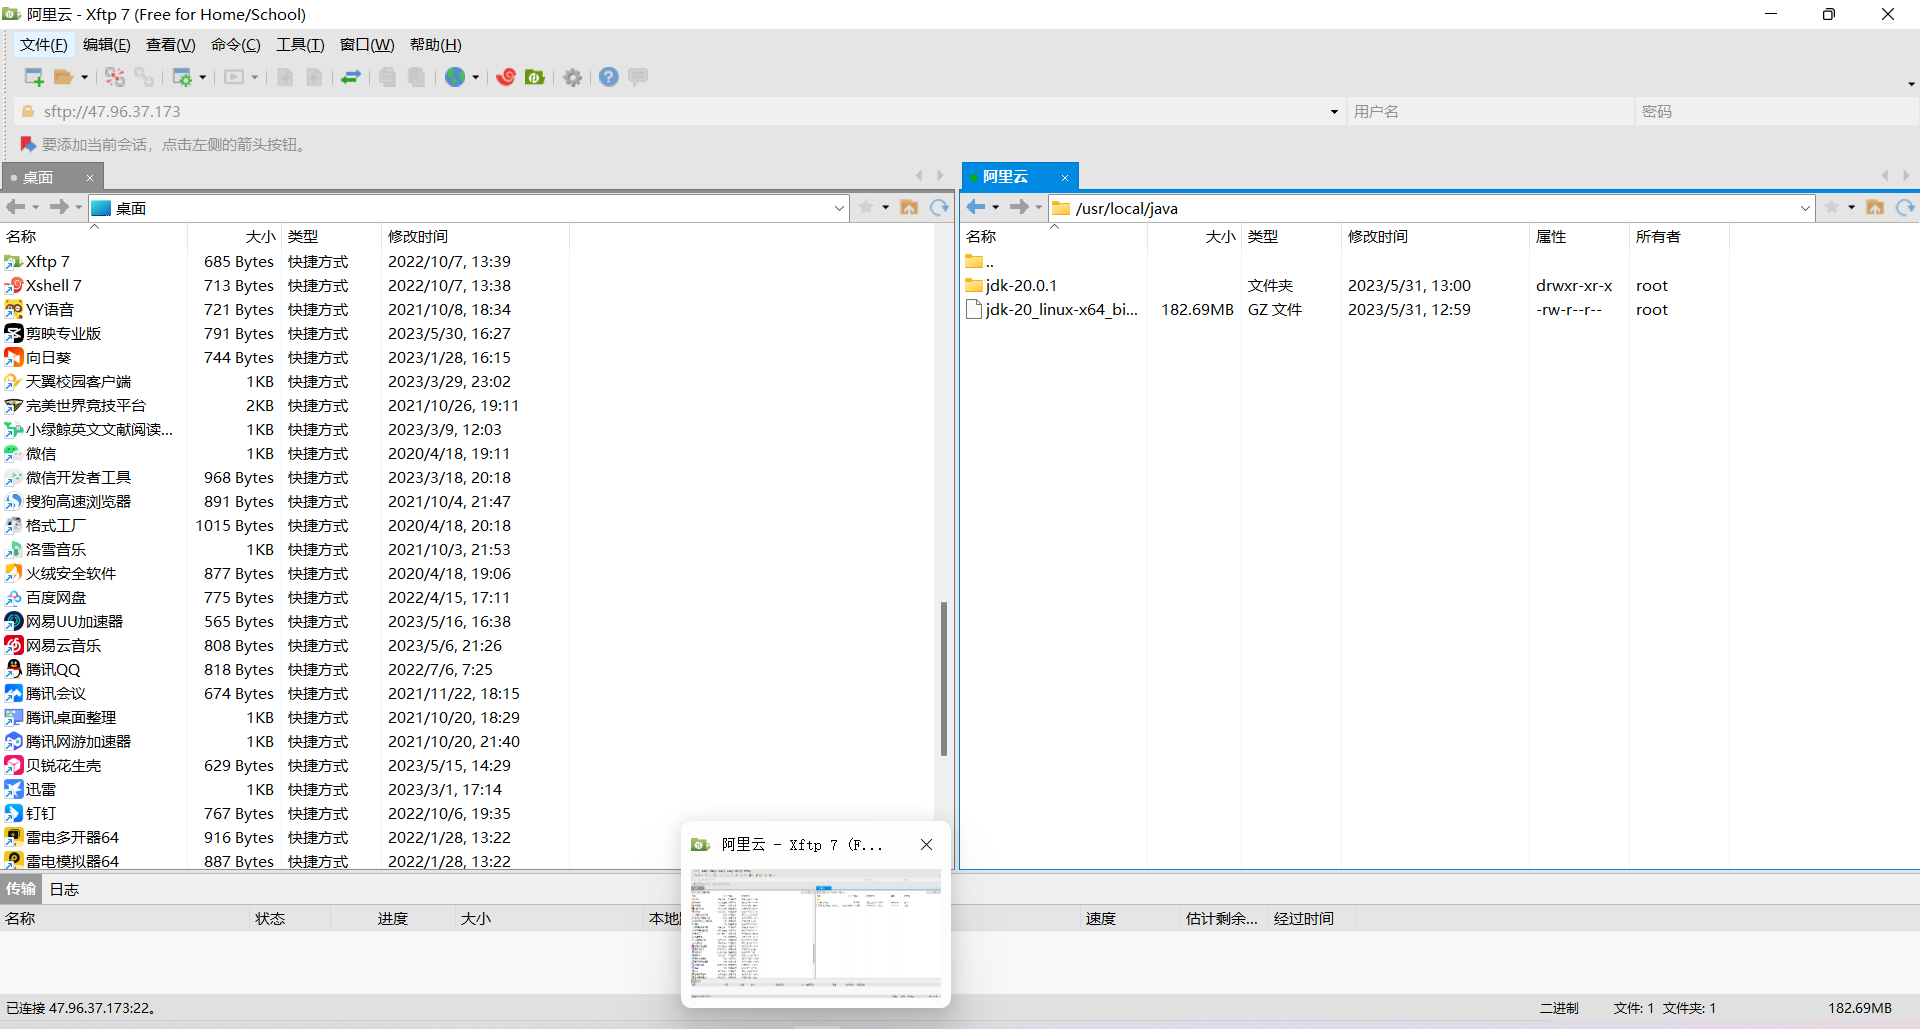 阿里云 - Xftp 7 (Free for Home/School)
文件(F) 编辑(E) 查看(V) 命令(C) 工具(T) 窗口(W) 帮助(H)
sftp://47.96.37.173 用户名 密码
要添加当前会话，点击左侧的箭头按钮。
桌面
阿里云
桌面
/usr/local/java
名称 大小 类型 修改时间
Xftp 7 685 Bytes 快捷方式 2022/10/7, 13:39
Xshell 7 713 Bytes 快捷方式 2022/10/7, 13:38
YY语音 721 Bytes 快捷方式 2021/10/8, 18:34
剪映专业版 791 Bytes 快捷方式 2023/5/30, 16:27
向日葵 744 Bytes 快捷方式 2023/1/28, 16:15
天翼校园客户端 1KB 快捷方式 2023/3/29, 23:02
完美世界竞技平台 2KB 快捷方式 2021/10/26, 19:11
小绿鲸英文文献阅读... 1KB 快捷方式 2023/3/9, 12:03
微信 1KB 快捷方式 2020/4/18, 19:11
微信开发者工具 968 Bytes 快捷方式 2023/3/18, 20:18
搜狗高速浏览器 891 Bytes 快捷方式 2021/10/4, 21:47
格式工厂 1015 Bytes 快捷方式 2020/4/18, 20:18
洛雪音乐 1KB 快捷方式 2021/10/3, 21:53
火绒安全软件 877 Bytes 快捷方式 2020/4/18, 19:06
百度网盘 775 Bytes 快捷方式 2022/4/15, 17:11
网易UU加速器 565 Bytes 快捷方式 2023/5/16, 16:38
网易云音乐 808 Bytes 快捷方式 2023/5/6, 21:26
腾讯QQ 818 Bytes 快捷方式 2022/7/6, 7:25
腾讯会议 674 Bytes 快捷方式 2021/11/22, 18:15
腾讯桌面整理 1KB 快捷方式 2021/10/20, 18:29
腾讯网游加速器 1KB 快捷方式 2021/10/20, 21:40
贝锐花生壳 629 Bytes 快捷方式 2023/5/15, 14:29
迅雷 1KB 快捷方式 2023/3/1, 17:14
钉钉 767 Bytes 快捷方式 2022/10/6, 19:35
雷电多开器64 916 Bytes 快捷方式 2022/1/28, 13:22
雷电模拟器64 887 Bytes 快捷方式 2022/1/28, 13:22
名称 大小 类型 修改时间 属性 所有者
..
jdk-20.0.1 文件夹 2023/5/31, 13:00 drwxr-xr-x root
jdk-20_linux-x64_bi... 182.69MB GZ 文件 2023/5/31, 12:59 -rw-r--r-- root
阿里云 - Xftp 7 (F...
传输 日志
名称 状态 进度 大小 本地 速度 估计剩余... 经过时间
已连接 47.96.37.173:22。 二进制 文件: 1 文件夹: 1 182.69MB